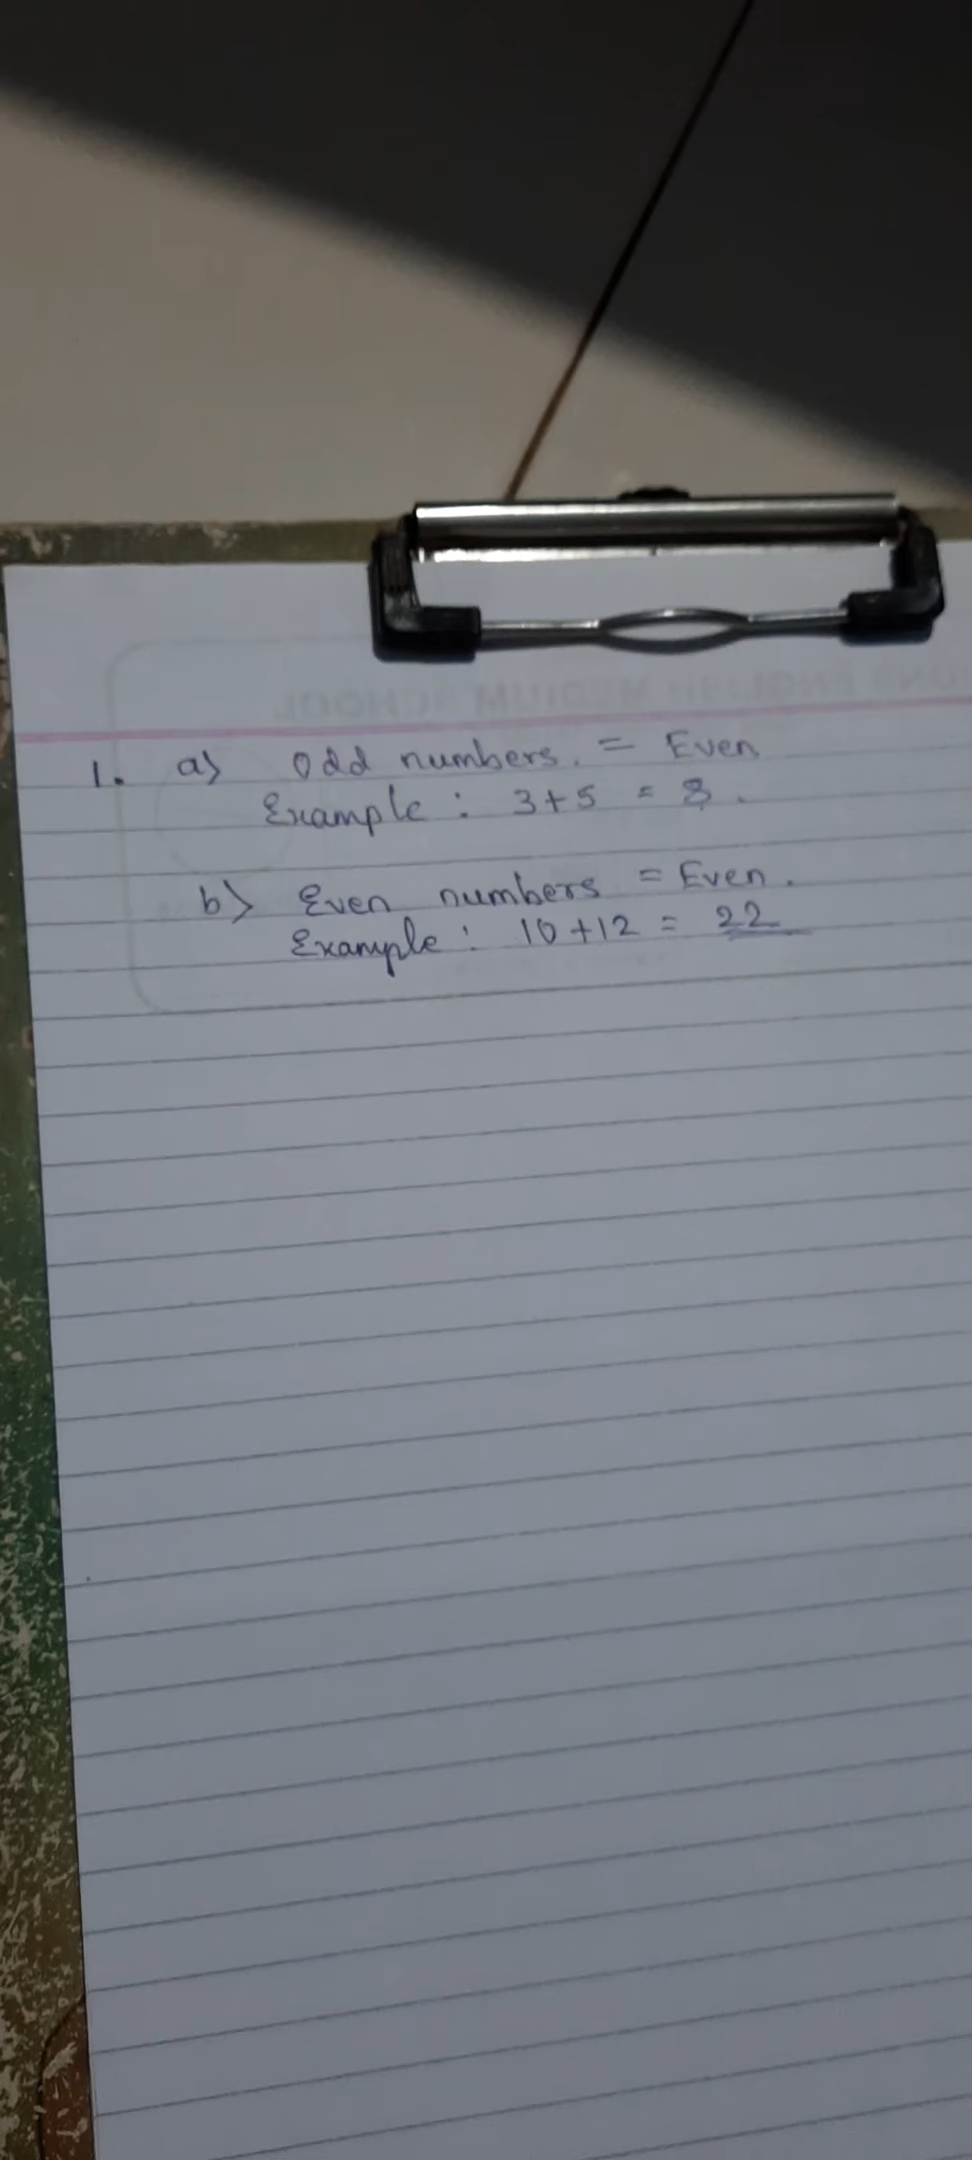 1. a) Odd numbers. = Even
Example : 3+5 = 8.
b) Even numbers = Even.
Example : 10+12 = 22